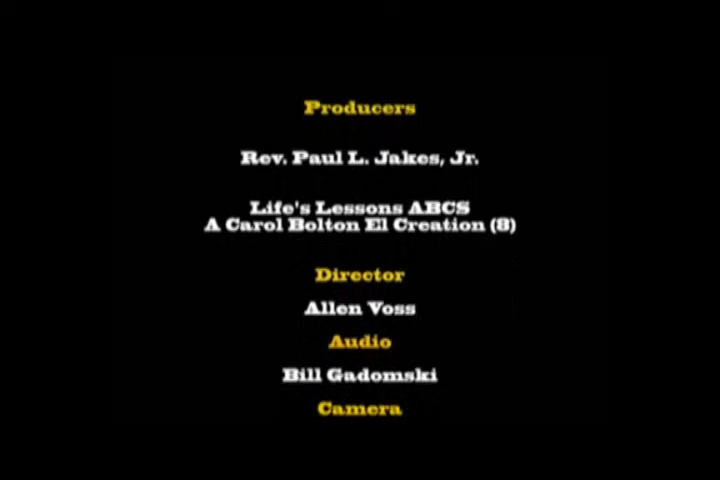 Producers
Rev. Paul L. Jakes, Jr.
Life's Lessons ABCS
A Carol Bolton El Creation (8)
Director
Allen Voss
Audio
Bill Gadomski
Camera